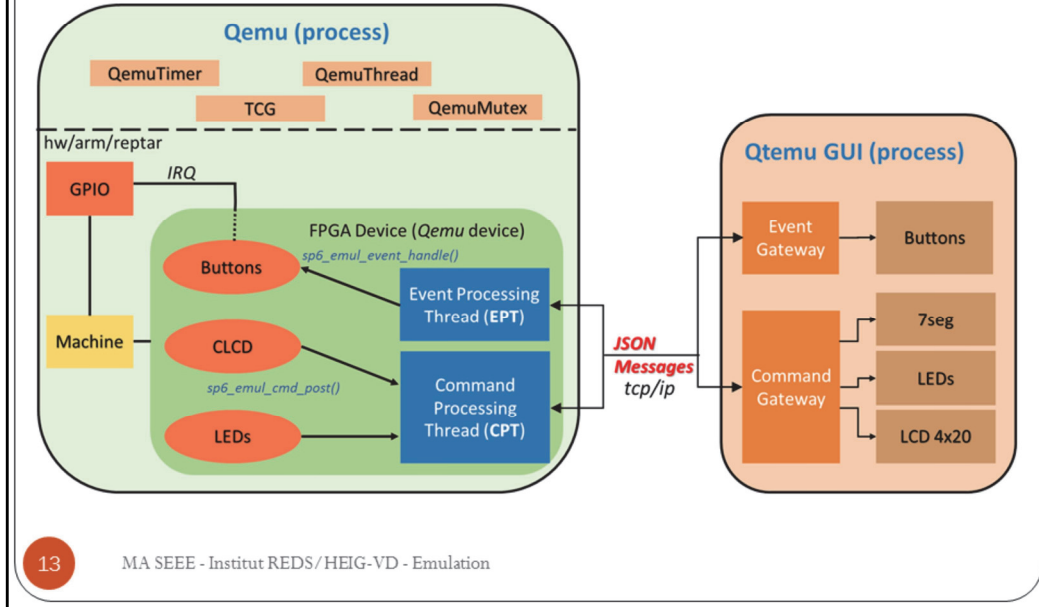 Qemu (process)
QemuTimer
QemuThread
TCG
QemuMutex
hw/arm/reptar
GPIO
IRQ
FPGA Device (Qemu device)
Buttons
sp6_emul_event_handle()
Event Processing
Thread (EPT)
Machine
CLCD
sp6_emul_cmd_post()
Command
Processing
Thread (CPT)
LEDs
JSON
Messages
tcp/ip
Qtemu GUI (process)
Event
Gateway
Buttons
Command
Gateway
7seg
LEDs
LCD 4x20
13
MA SEEE - Institut REDS/HEIG-VD - Emulation